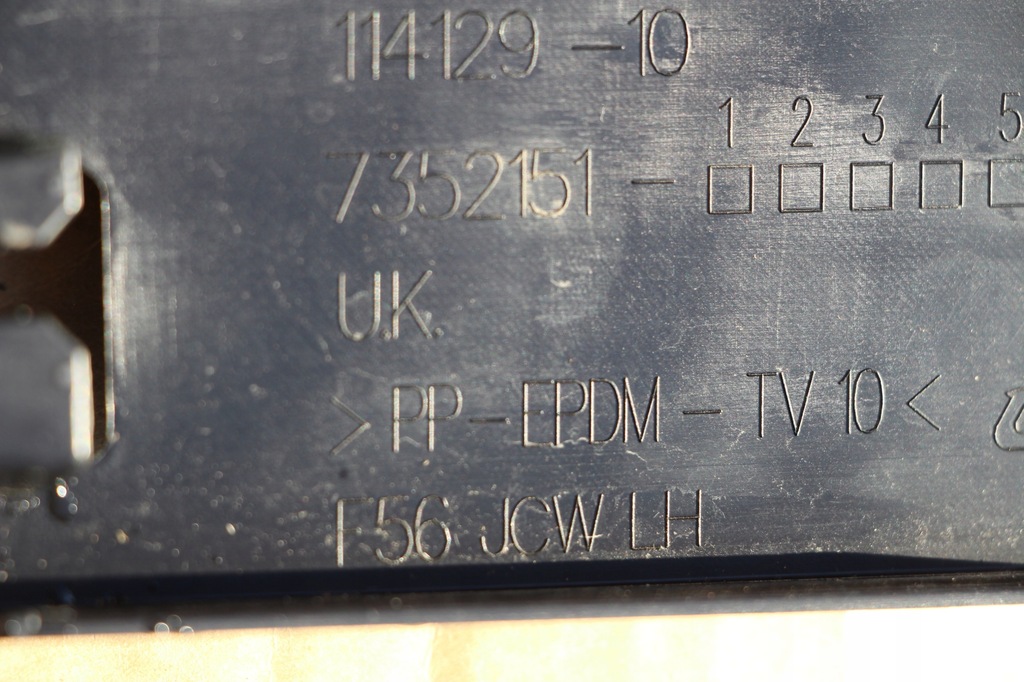 114129-10
1 2 3 4 5
7352151 - □ □ □ □ □
U.K.
>PP-EPDM-TV10<
F56 JCW LH